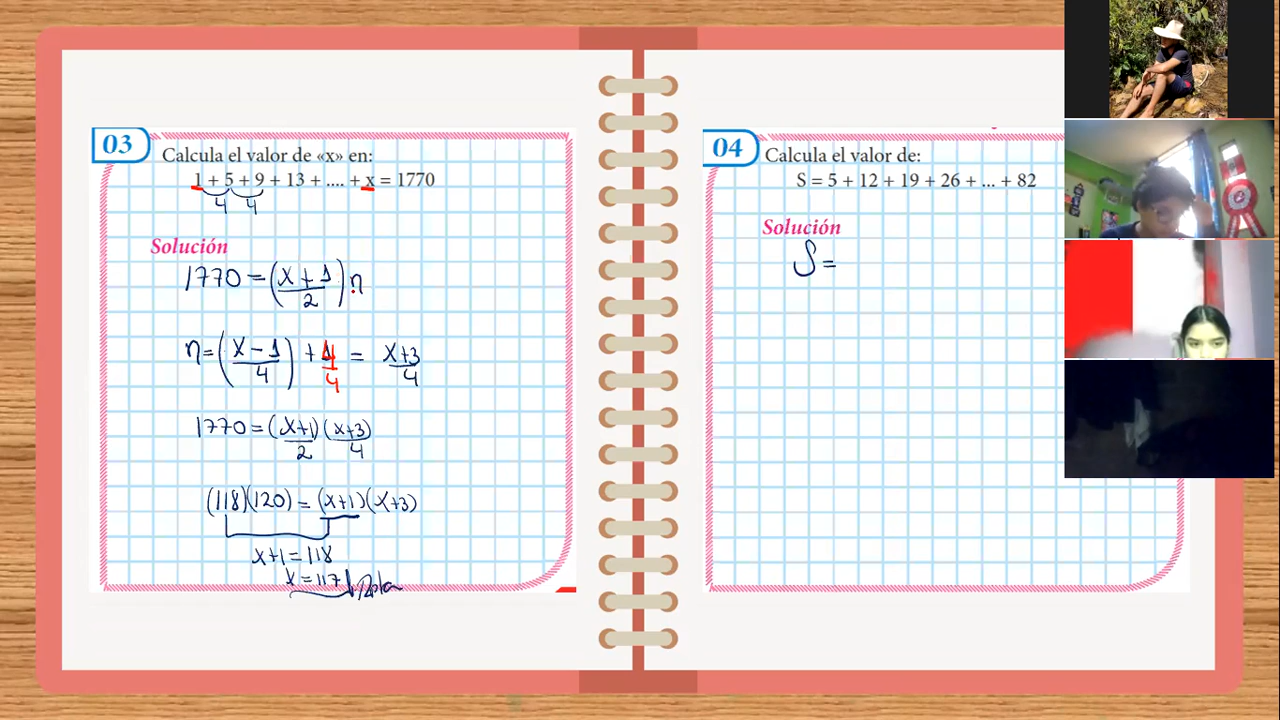 03
Calcula el valor de «x» en:
1 + 5 + 9 + 13 + .... + x = 1770
4 4
Solución
1770 = (x+1/2) n
n = (x-1/4) + 4/4 = x+3/4
1770 = (x+1/2)(x+3/4)
(118)(120) = (x+1)(x+3)
x+1 = 118
x = 117 Rpta
04
Calcula el valor de:
S = 5 + 12 + 19 + 26 + ... + 82
Solución
S =